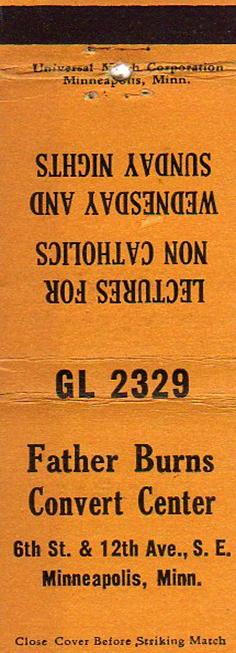 Universal Match Corporation
Minneapolis, Minn.
LECTURES FOR
NON CATHOLICS
WEDNESDAY AND
SUNDAY NIGHTS
GL 2329
Father Burns
Convert Center
6th St. & 12th Ave., S. E.
Minneapolis, Minn.
Close Cover Before Striking Match